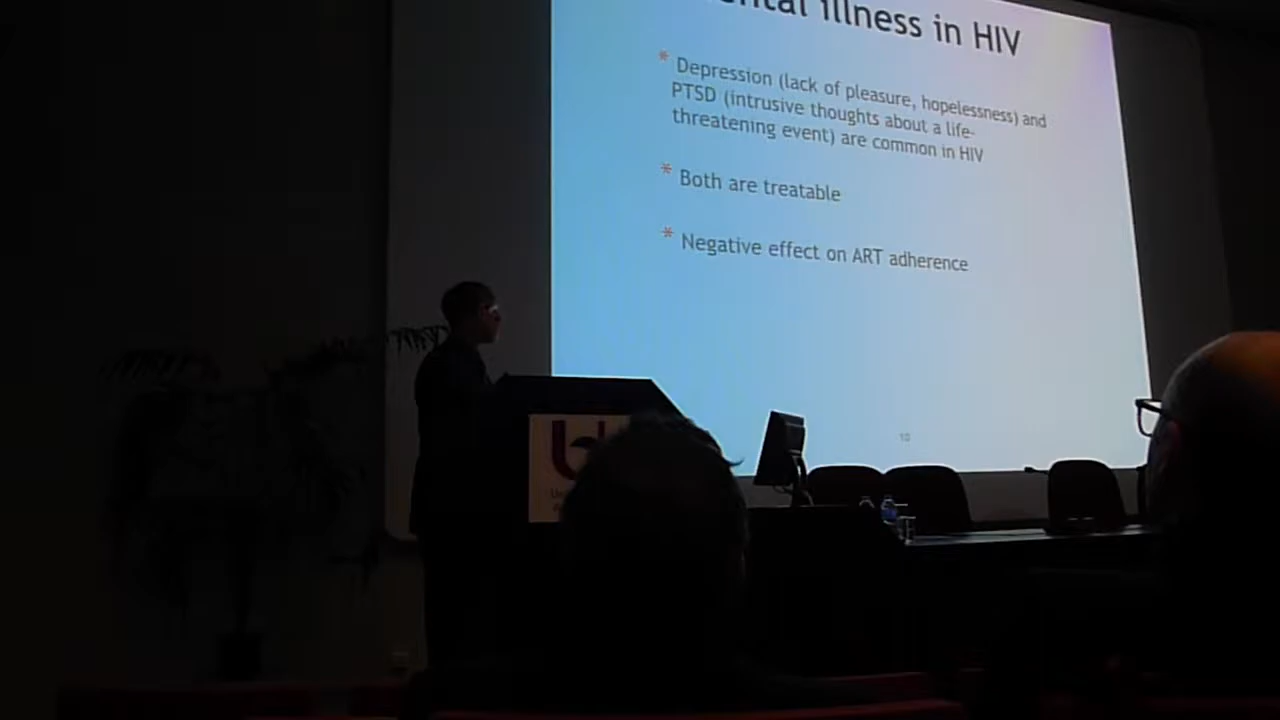 illness in HIV
* Depression (lack of pleasure, hopelessness) and
PTSD (intrusive thoughts about a life-
threatening event) are common in HIV
* Both are treatable
* Negative effect on ART adherence